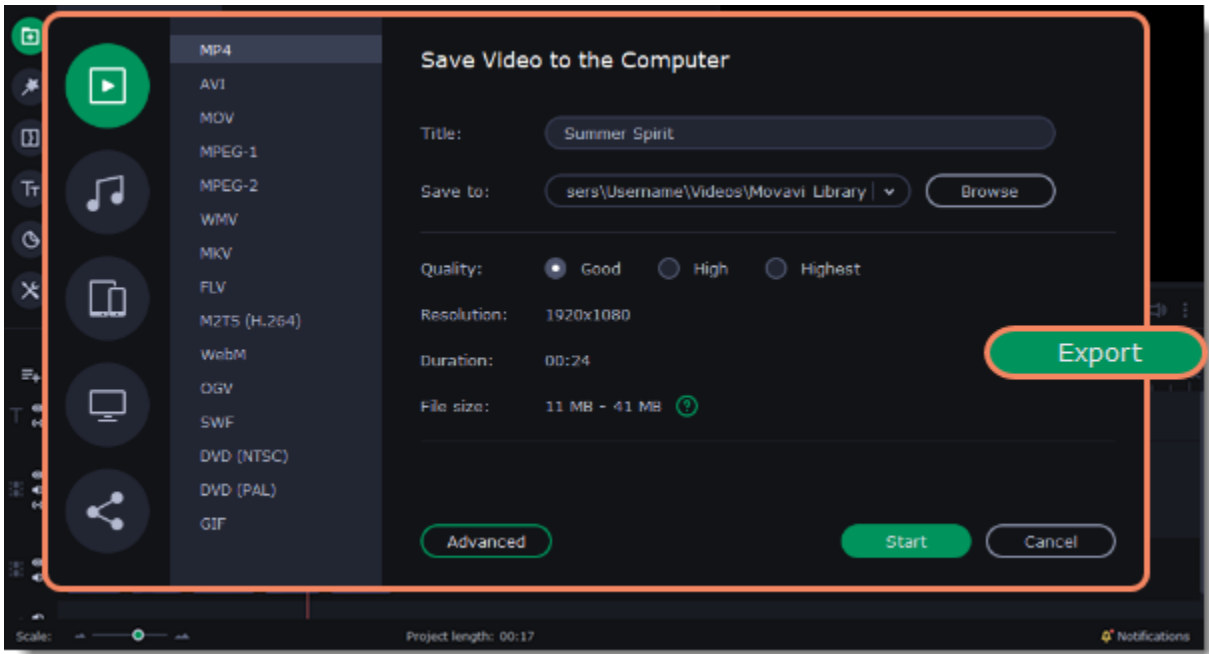 MP4
AVI
MOV
MPEG-1
MPEG-2
WMV
MKV
FLV
M2TS (H.264)
WebM
OGV
SWF
DVD (NTSC)
DVD (PAL)
GIF
Save Video to the Computer
Title: Summer Spirit
Save to: sers\Username\Videos\Movavi Library Browse
Quality: Good High Highest
Resolution: 1920x1080
Duration: 00:24
File size: 11 MB - 41 MB ?
Advanced Start Cancel
Export
Tт
T
Scale: Project length: 00:17 Notifications